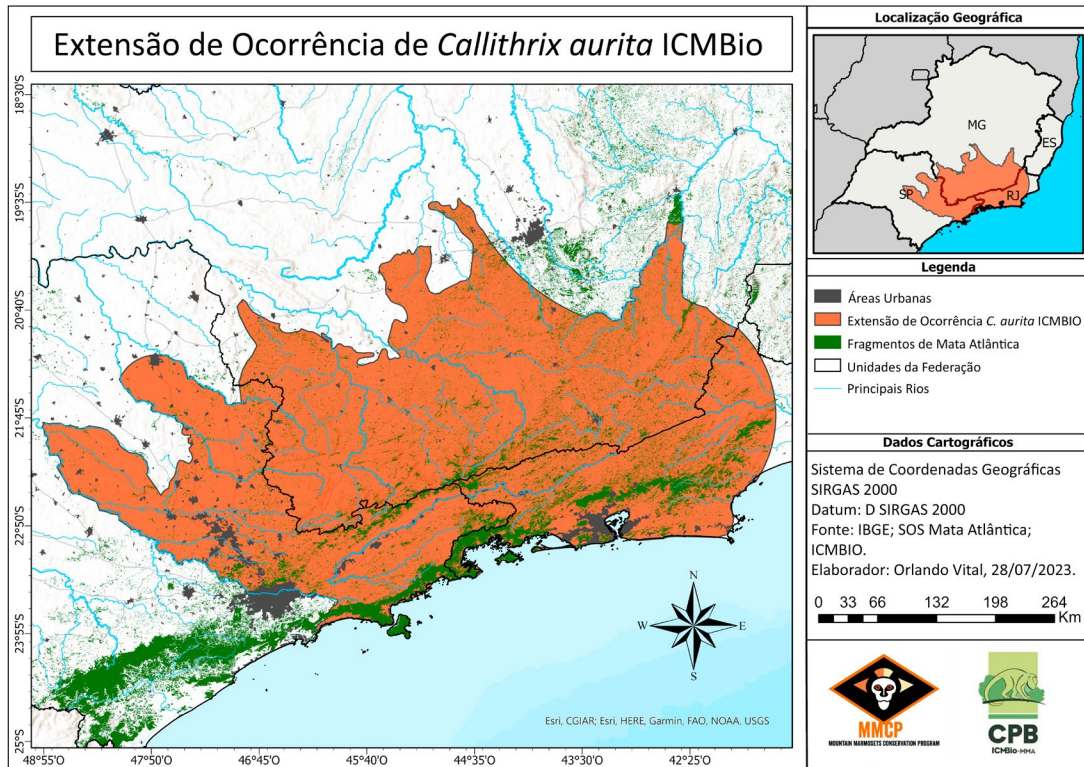 Extensão de Ocorrência de Callithrix aurita ICMBio
18°30'S
19°35'S
20°40'S
21°45'S
22°50'S
23°55'S
25°S
48°55'O
47°50'O
46°45'O
45°40'O
44°35'O
43°30'O
42°25'O
N
W
E
S
Esri, CGIAR; Esri, HERE, Garmin, FAO, NOAA, USGS
Localização Geográfica
MG
ES
SP
RJ
Legenda
Áreas Urbanas
Extensão de Ocorrência C. aurita ICMBIO
Fragmentos de Mata Atlântica
Unidades da Federação
Principais Rios
Dados Cartográficos
Sistema de Coordenadas Geográficas
SIRGAS 2000
Datum: D SIRGAS 2000
Fonte: IBGE; SOS Mata Atlântica;
ICMBIO.
Elaborador: Orlando Vital, 28/07/2023.
0 33 66 132 198 264
Km
MMCP
MOUNTAIN MARMOSETS CONSERVATION PROGRAM
CPB
ICMBio-MMA